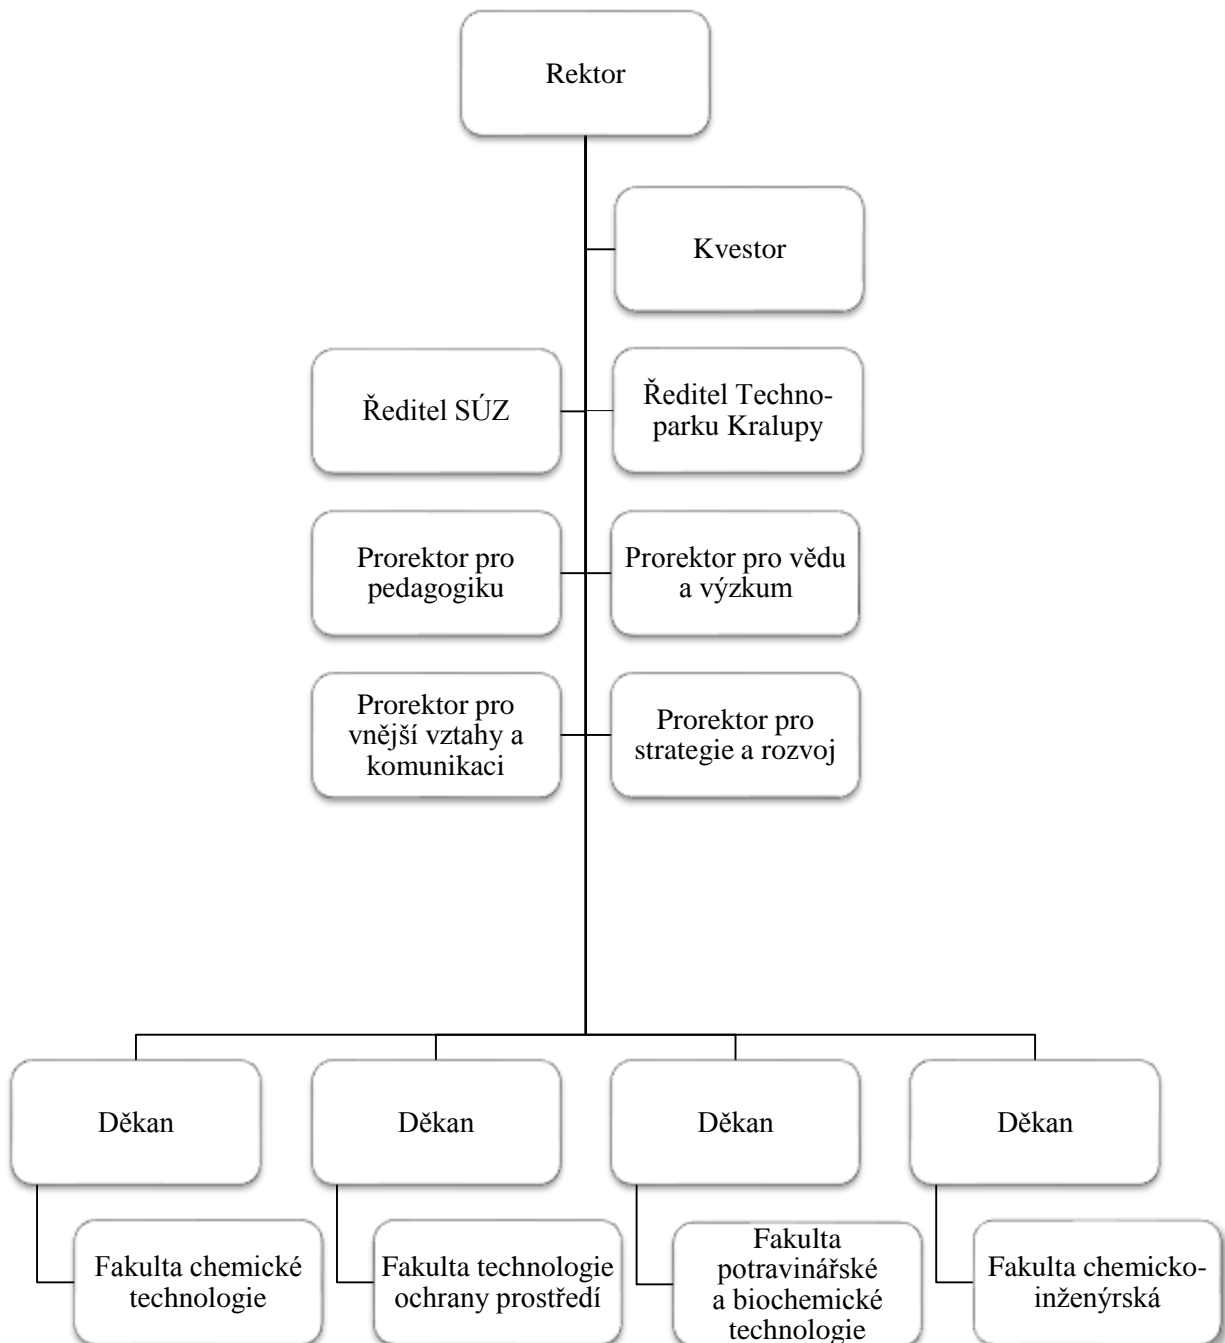 Rektor
Kvestor
Ředitel SÚZ
Ředitel Techno-
parku Kralupy
Prorektor pro
pedagogiku
Prorektor pro vědu
a výzkum
Prorektor pro
vnější vztahy a
komunikaci
Prorektor pro
strategie a rozvoj
Děkan
Děkan
Děkan
Děkan
Fakulta chemické
technologie
Fakulta technologie
ochrany prostředí
Fakulta
potravinářské
a biochemické
technologie
Fakulta chemicko-
inženýrská